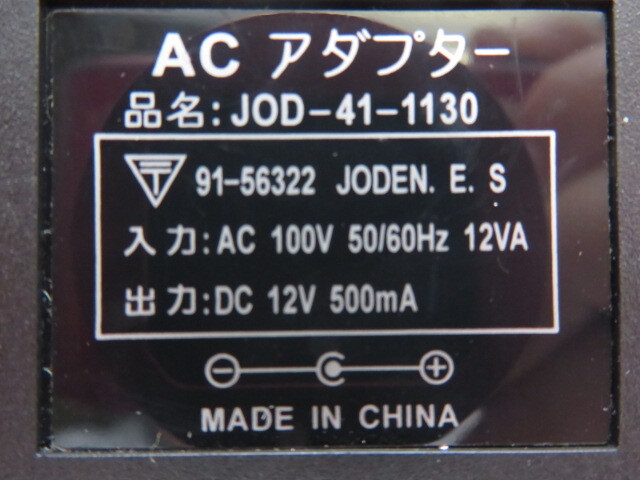 AC アダプター
品名:JOD-41-1130
91-56322 JODEN. E. S
入力:AC 100V 50/60Hz 12VA
出力:DC 12V 500mA
MADE IN CHINA